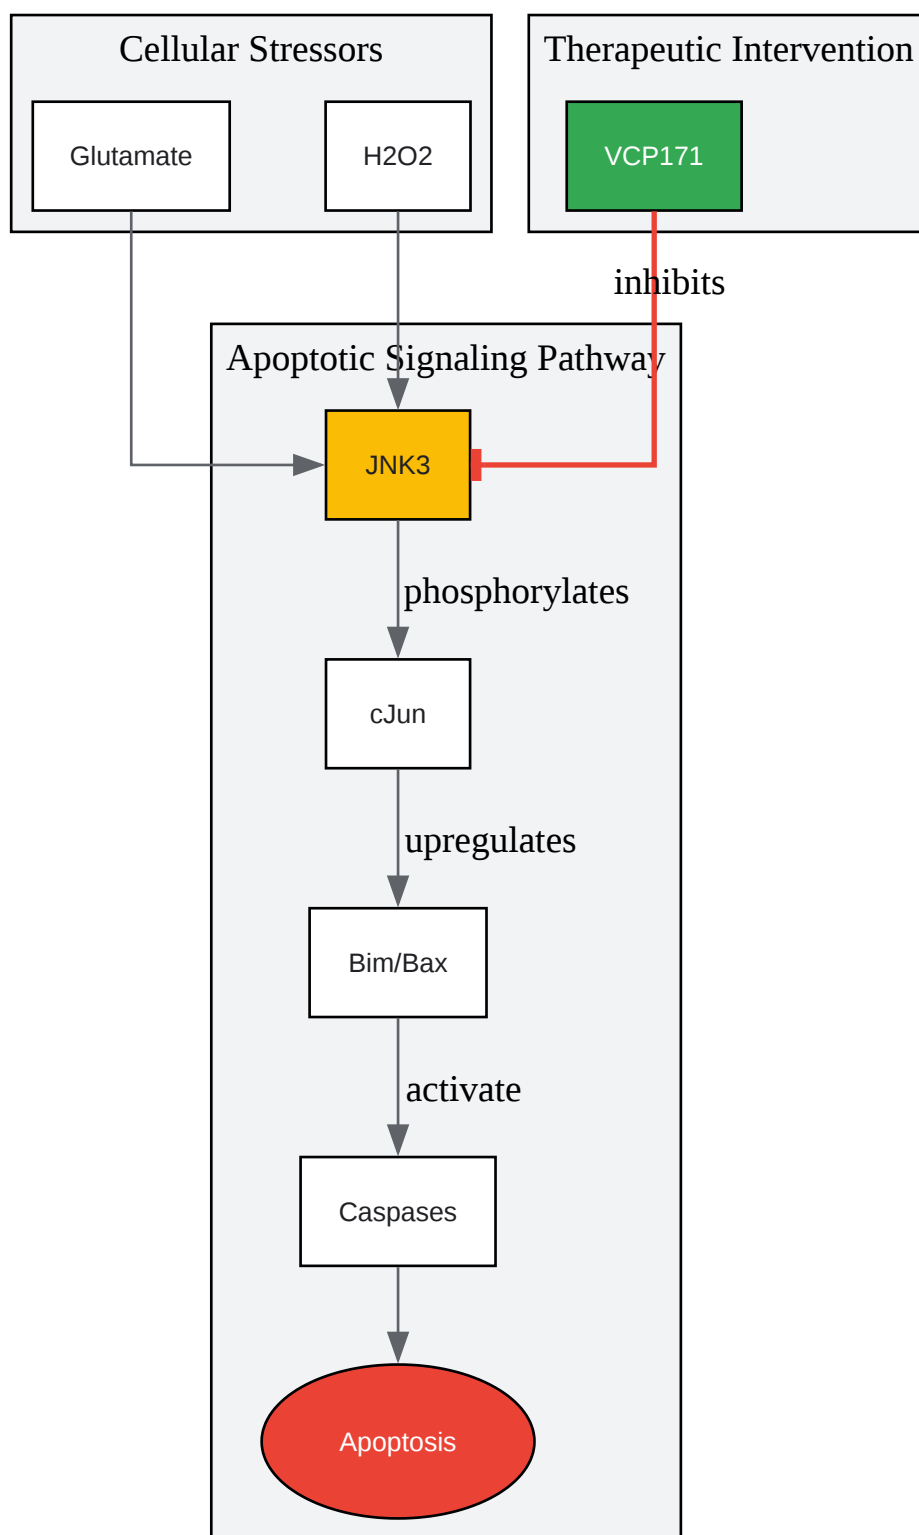 Cellular Stressors
Therapeutic Intervention
Glutamate
H2O2
VCP171
inhibits
Apoptotic Signaling Pathway
JNK3
phosphorylates
cJun
upregulates
Bim/Bax
activate
Caspases
Apoptosis